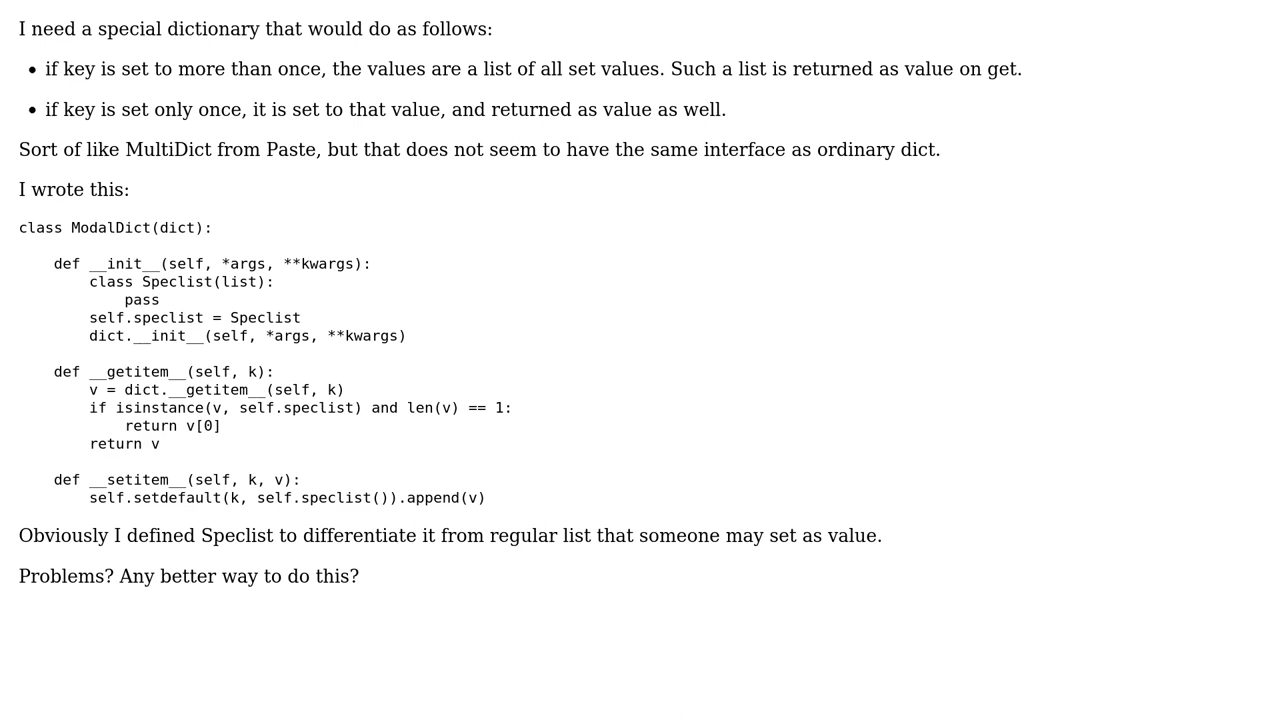 I need a special dictionary that would do as follows:
• if key is set to more than once, the values are a list of all set values. Such a list is returned as value on get.
• if key is set only once, it is set to that value, and returned as value as well.
Sort of like MultiDict from Paste, but that does not seem to have the same interface as ordinary dict.
I wrote this:
class ModalDict(dict):
    def __init__(self, *args, **kwargs):
        class Speclist(list):
            pass
        self.speclist = Speclist
        dict.__init__(self, *args, **kwargs)
    def __getitem__(self, k):
        v = dict.__getitem__(self, k)
        if isinstance(v, self.speclist) and len(v) == 1:
            return v[0]
        return v
    def __setitem__(self, k, v):
        self.setdefault(k, self.speclist()).append(v)
Obviously I defined Speclist to differentiate it from regular list that someone may set as value.
Problems? Any better way to do this?